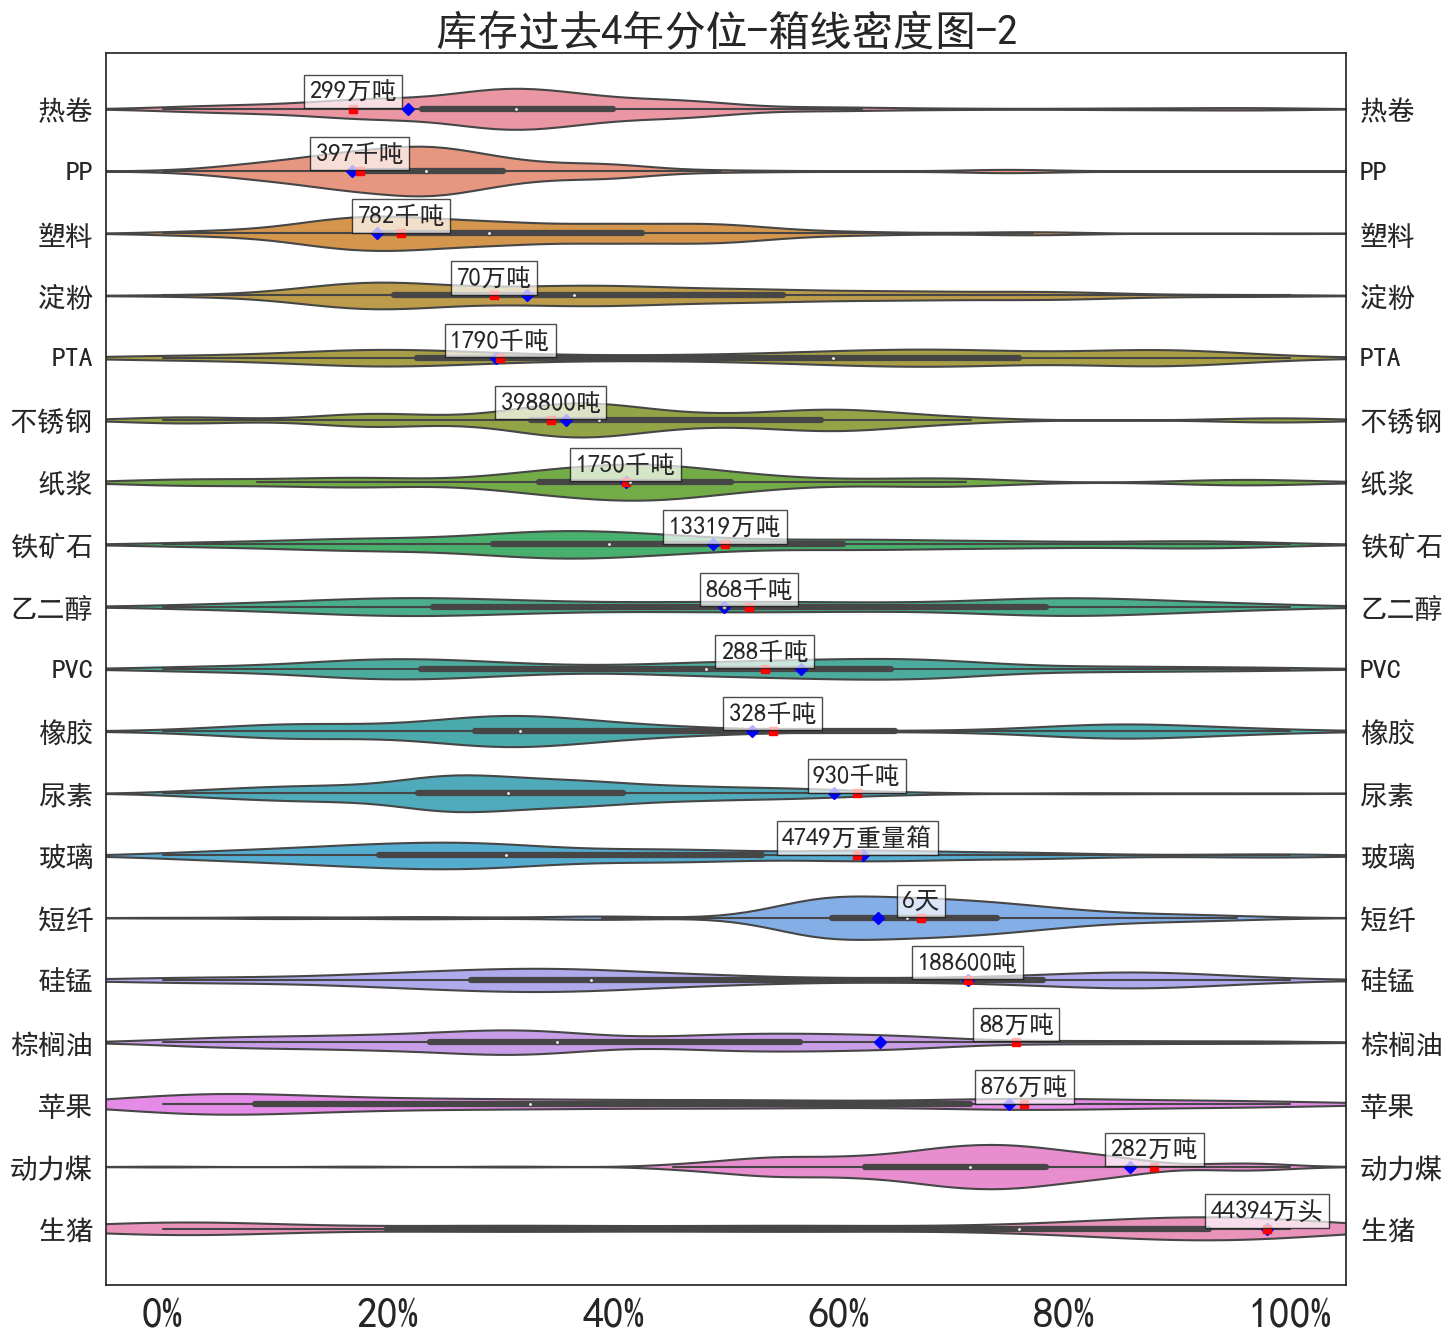 库存过去4年分位-箱线密度图-2
热卷 299万吨 热卷
PP 397千吨 PP
塑料 782千吨 塑料
淀粉 70万吨 淀粉
PTA 1790千吨 PTA
不锈钢 398800吨 不锈钢
纸浆 1750千吨 纸浆
铁矿石 13319万吨 铁矿石
乙二醇 868千吨 乙二醇
PVC 288千吨 PVC
橡胶 328千吨 橡胶
尿素 930千吨 尿素
玻璃 4749万重量箱 玻璃
短纤 6天 短纤
硅锰 188600吨 硅锰
棕榈油 88万吨 棕榈油
苹果 876万吨 苹果
动力煤 282万吨 动力煤
生猪 44394万头 生猪
0% 20% 40% 60% 80% 100%